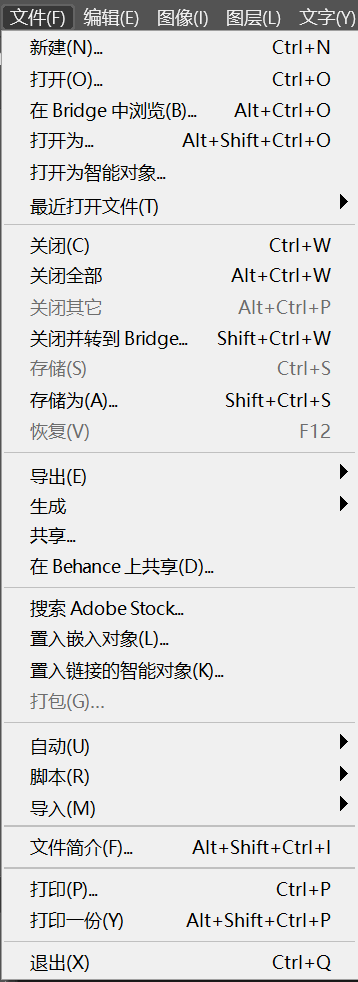 文件(F) 编辑(E) 图像(I) 图层(L) 文字(Y)
新建(N)... Ctrl+N
打开(O)... Ctrl+O
在 Bridge 中浏览(B)... Alt+Ctrl+O
打开为... Alt+Shift+Ctrl+O
打开为智能对象...
最近打开文件(T)
关闭(C) Ctrl+W
关闭全部 Alt+Ctrl+W
关闭其它 Alt+Ctrl+P
关闭并转到 Bridge... Shift+Ctrl+W
存储(S) Ctrl+S
存储为(A)... Shift+Ctrl+S
恢复(V) F12
导出(E)
生成
共享...
在 Behance 上共享(D)...
搜索 Adobe Stock...
置入嵌入对象(L)...
置入链接的智能对象(K)...
打包(G)...
自动(U)
脚本(R)
导入(M)
文件简介(F)... Alt+Shift+Ctrl+I
打印(P)... Ctrl+P
打印一份(Y) Alt+Shift+Ctrl+P
退出(X) Ctrl+Q